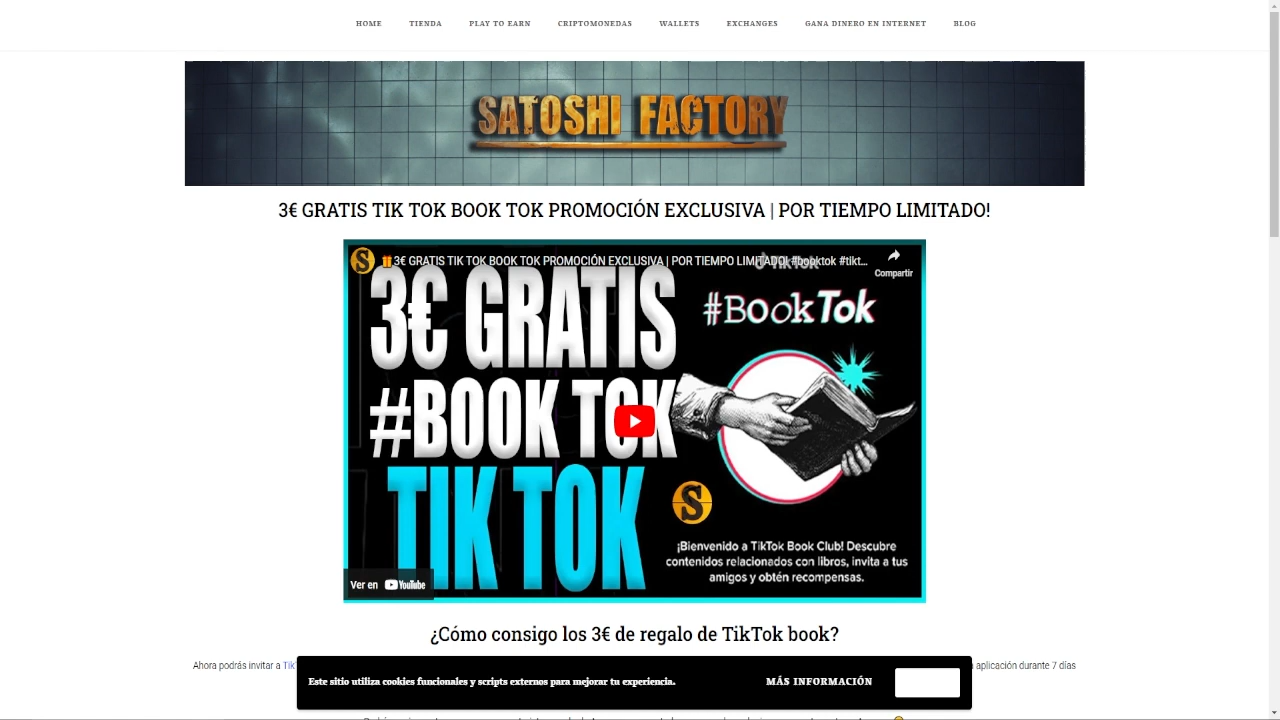 HOME TIENDA PLAY TO EARN CRIPTOMONEDAS WALLETS EXCHANGES GANA DINERO EN INTERNET BLOG
SATOSHI FACTORY
3€ GRATIS TIK TOK BOOK TOK PROMOCIÓN EXCLUSIVA | POR TIEMPO LIMITADO!
3€ GRATIS TIK TOK BOOK TOK PROMOCIÓN EXCLUSIVA | POR TIEMPO LIMITADO! #booktok #tikt...
TikTok
Compartir
3€ GRATIS
#BookTok
#BOOK TOK
TIK TOK
S
¡Bienvenido a TikTok Book Club! Descubre
contenidos relacionados con libros, invita a tus
amigos y obtén recompensas.
Ver en YouTube
¿Cómo consigo los 3€ de regalo de TikTok book?
Ahora podrás invitar a aplicación durante 7 días
Este sitio utiliza cookies funcionales y scripts externos para mejorar tu experiencia. MÁS INFORMACIÓN